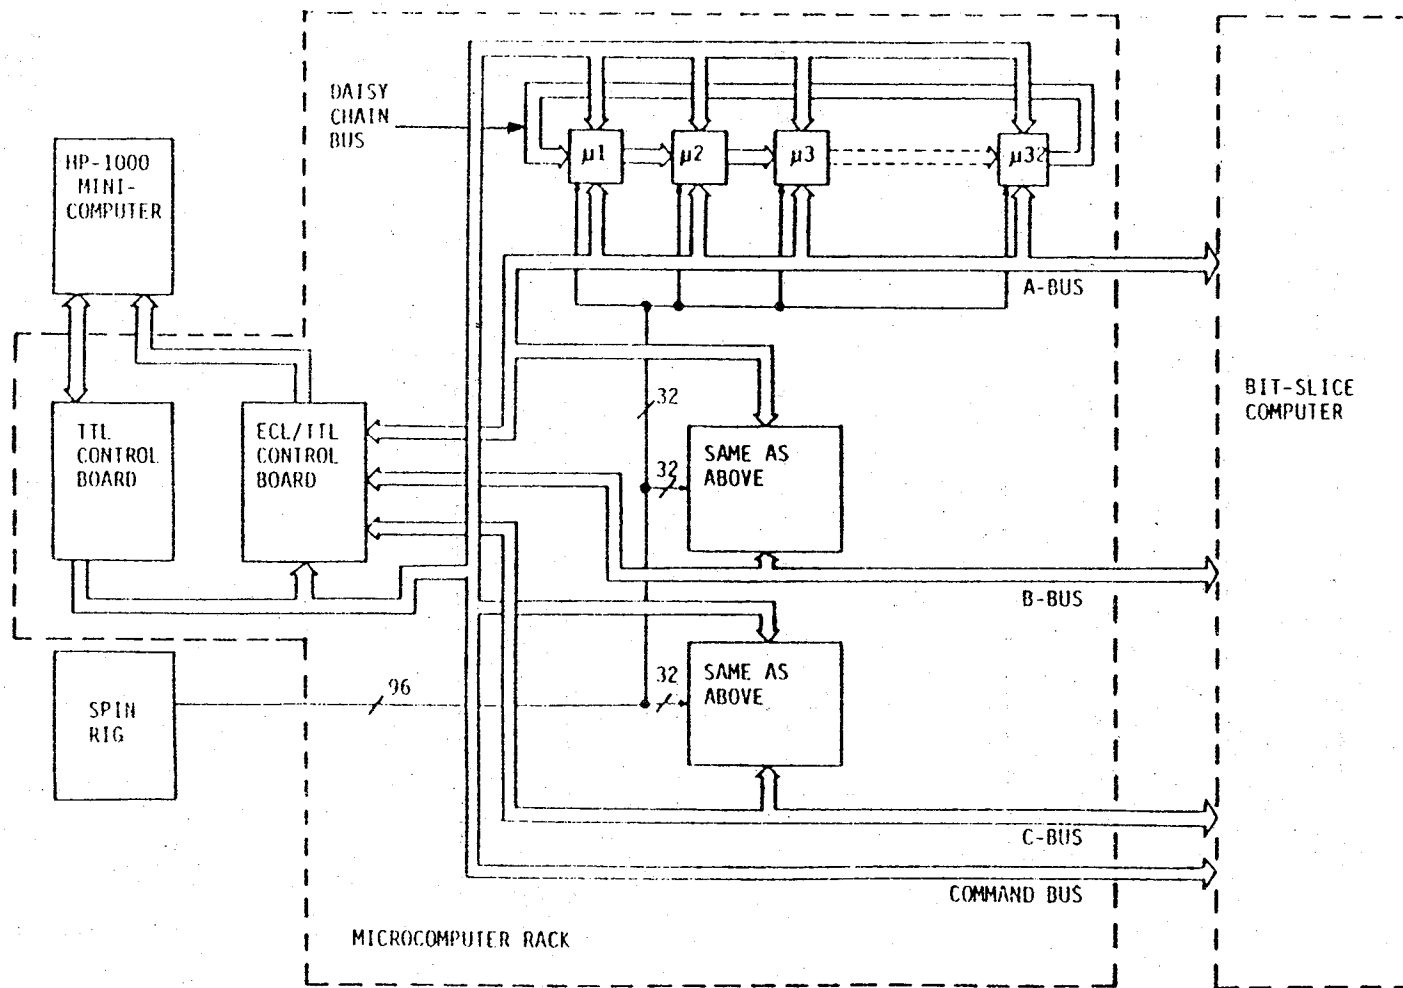 DAISY
CHAIN
BUS
HP-1000
MINI-
COMPUTER
µ1
µ2
µ3
µ32
A-BUS
BIT-SLICE
COMPUTER
TTL
CONTROL
BOARD
ECL/TTL
CONTROL
BOARD
32
32
SAME AS
ABOVE
B-BUS
SPIN
RIG
96
32
SAME AS
ABOVE
C-BUS
COMMAND BUS
MICROCOMPUTER RACK